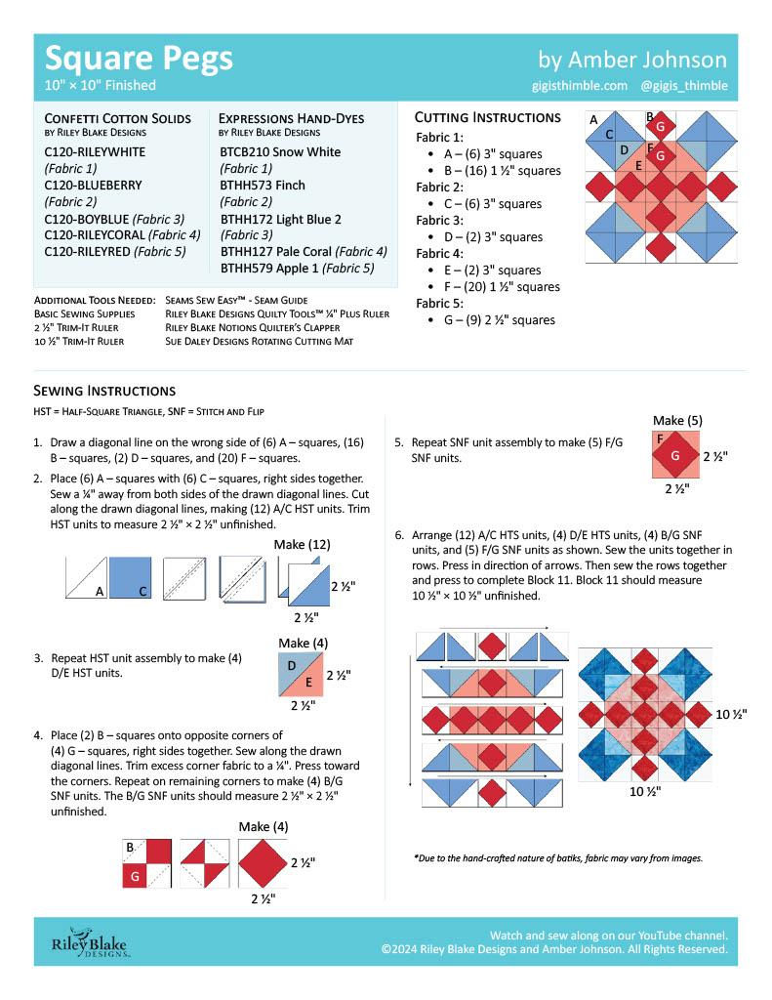 Square Pegs
10" × 10" Finished
by Amber Johnson
gigisthimble.com @gigis_thimble
Confetti Cotton Solids
by Riley Blake Designs
C120-RILEYWHITE
(Fabric 1)
C120-BLUEBERRY
(Fabric 2)
C120-BOYBLUE (Fabric 3)
C120-RILEYCORAL (Fabric 4)
C120-RILEYRED (Fabric 5)
Expressions Hand-Dyes
by Riley Blake Designs
BTCB210 Snow White
(Fabric 1)
BTHH573 Finch
(Fabric 2)
BTHH172 Light Blue 2
(Fabric 3)
BTHH127 Pale Coral (Fabric 4)
BTHH579 Apple 1 (Fabric 5)
Cutting Instructions
Fabric 1:
• A – (6) 3" squares
• B – (16) 1 ½" squares
Fabric 2:
• C – (6) 3" squares
Fabric 3:
• D – (2) 3" squares
Fabric 4:
• E – (2) 3" squares
• F – (20) 1 ½" squares
Fabric 5:
• G – (9) 2 ½" squares
A
B
G
C
D
F
G
E
Additional Tools Needed:
Basic Sewing Supplies
2 ½" Trim-It Ruler
10 ½" Trim-It Ruler
Seams Sew Easy™ - Seam Guide
Riley Blake Designs Quilty Tools™ ¼" Plus Ruler
Riley Blake Notions Quilter's Clapper
Sue Daley Designs Rotating Cutting Mat
Sewing Instructions
HST = Half-Square Triangle, SNF = Stitch and Flip
1. Draw a diagonal line on the wrong side of (6) A – squares, (16)
B – squares, (2) D – squares, and (20) F – squares.
2. Place (6) A – squares with (6) C – squares, right sides together.
Sew a ¼" away from both sides of the drawn diagonal lines. Cut
along the drawn diagonal lines, making (12) A/C HST units. Trim
HST units to measure 2 ½" × 2 ½" unfinished.
Make (12)
A
C
2 ½"
2 ½"
3. Repeat HST unit assembly to make (4)
D/E HST units.
Make (4)
D
E
2 ½"
2 ½"
4. Place (2) B – squares onto opposite corners of
(4) G – squares, right sides together. Sew along the drawn
diagonal lines. Trim excess corner fabric to a ¼". Press toward
the corners. Repeat on remaining corners to make (4) B/G
SNF units. The B/G SNF units should measure 2 ½" × 2 ½"
unfinished.
Make (4)
B
G
2 ½"
2 ½"
5. Repeat SNF unit assembly to make (5) F/G
SNF units.
Make (5)
F
G
2 ½"
2 ½"
6. Arrange (12) A/C HTS units, (4) D/E HTS units, (4) B/G SNF
units, and (5) F/G SNF units as shown. Sew the units together in
rows. Press in direction of arrows. Then sew the rows together
and press to complete Block 11. Block 11 should measure
10 ½" × 10 ½" unfinished.
10 ½"
10 ½"
*Due to the hand-crafted nature of batiks, fabric may vary from images.
Riley Blake
DESIGNS
Watch and sew along on our YouTube channel.
©2024 Riley Blake Designs and Amber Johnson. All Rights Reserved.